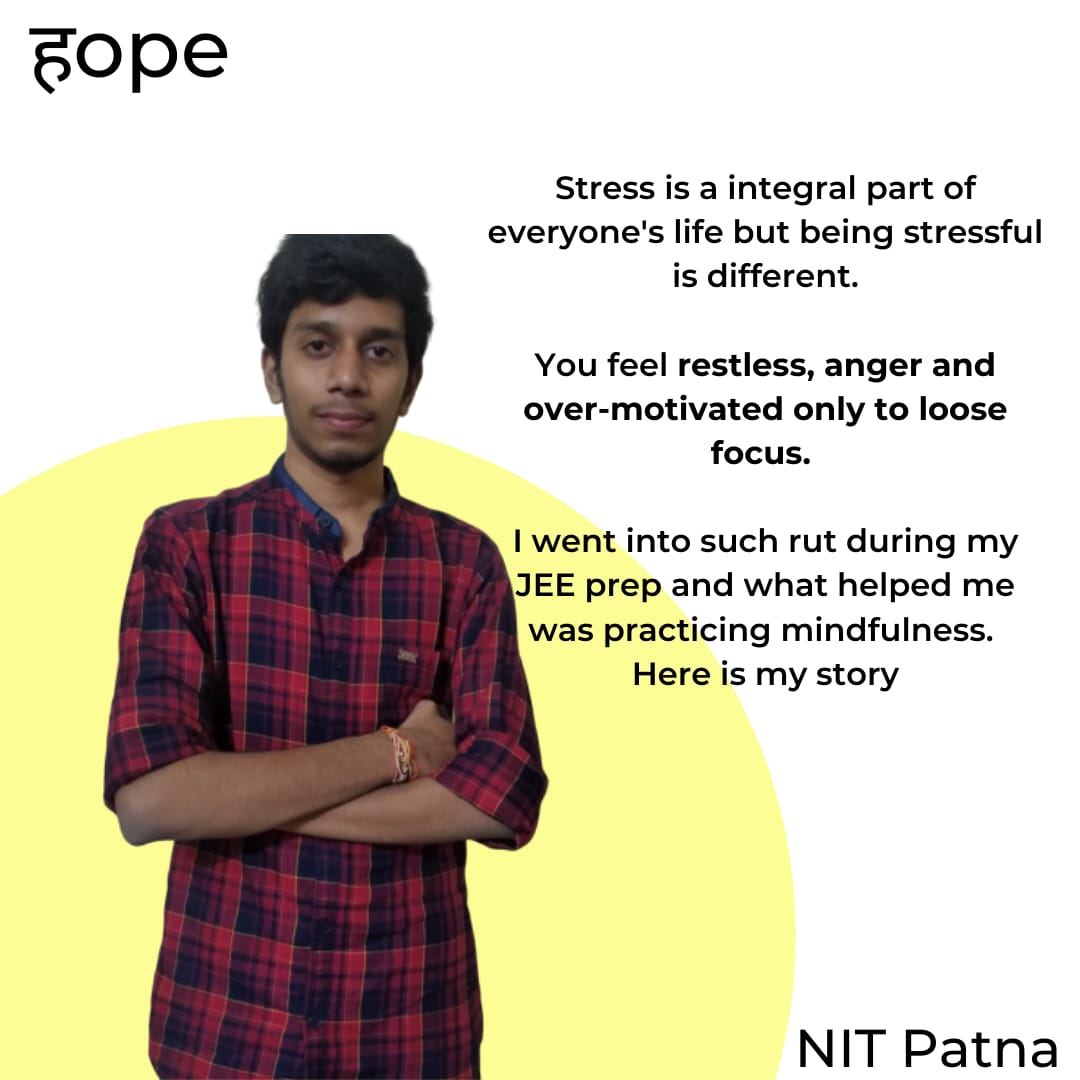 हope
Stress is a integral part of
everyone's life but being stressful
is different.
You feel restless, anger and
over-motivated only to loose
focus.
I went into such rut during my
JEE prep and what helped me
was practicing mindfulness.
Here is my story
NIT Patna